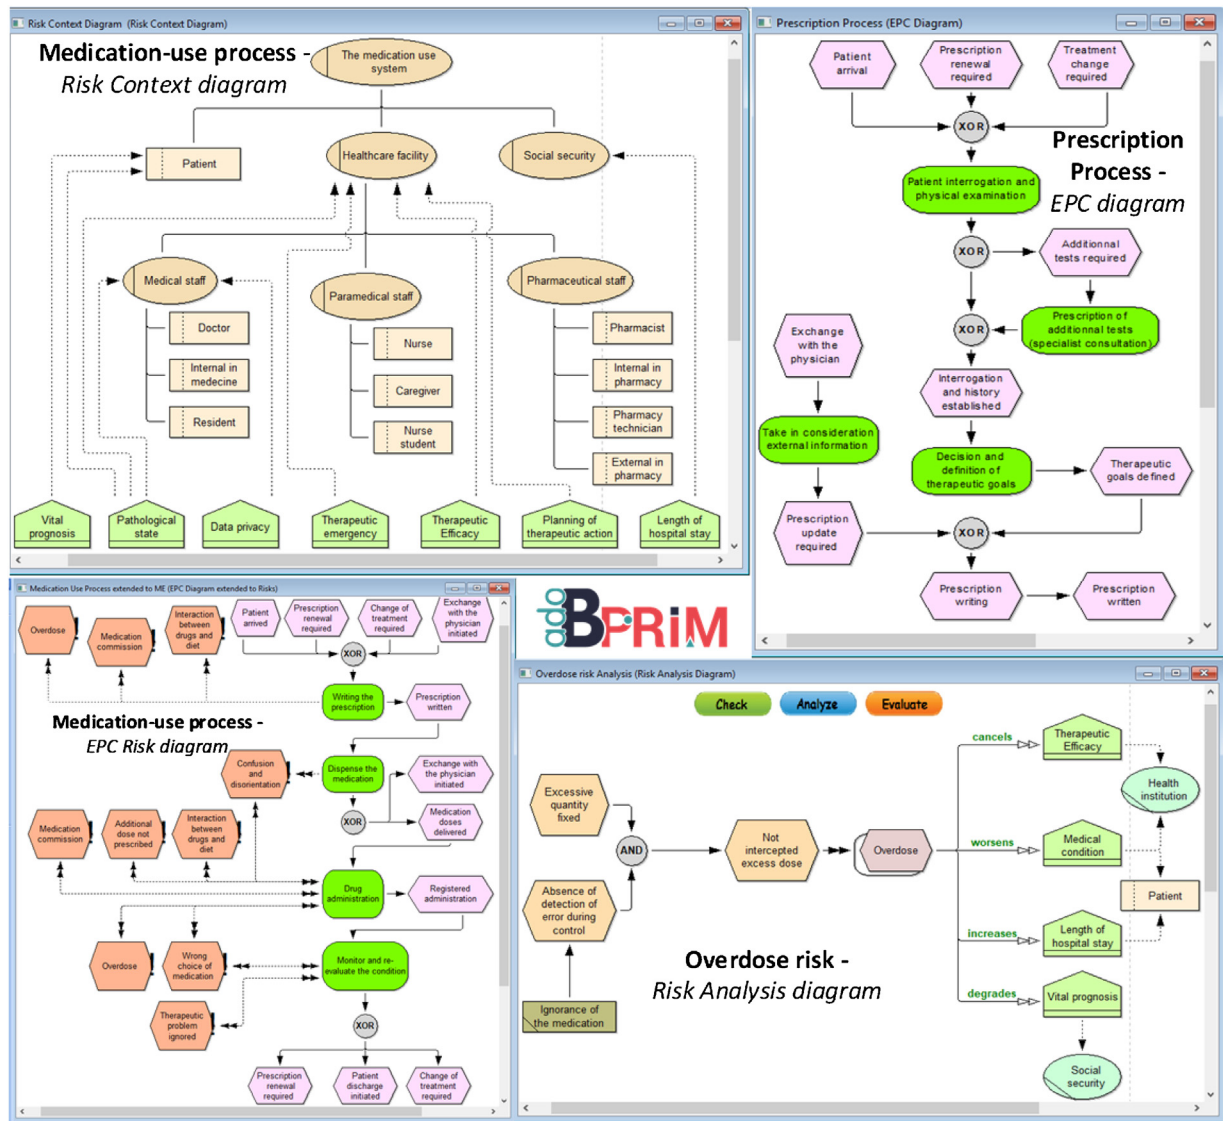 Risk Context Diagram (Risk Context Diagram)
Medication-use process -
Risk Context diagram
The medication use
system
Patient
Healthcare facility
Social security
Medical staff
Paramedical staff
Pharmaceutical staff
Doctor
Internal in
medecine
Resident
Nurse
Caregiver
Nurse
student
Pharmacist
Internal in
pharmacy
Pharmacy
technician
External in
pharmacy
Vital
prognosis
Pathological
state
Data privacy
Therapeutic
emergency
Therapeutic
Efficacy
Planning of
therapeutic action
Length of
hospital stay
Prescription Process (EPC Diagram)
Patient
arrival
Prescription
renewal
required
Treatment
change
required
XOR
Prescription
Process -
EPC diagram
Patient interrogation and
physical examination
XOR
Additionnal
tests required
Prescription of
additionnal tests
(specialist consultation)
XOR
Exchange
with the
physician
Interrogation
and history
established
Take in consideration
external information
Decision and
definition of
therapeutic goals
Therapeutic
goals defined
Prescription
update
required
XOR
Prescription
writing
Prescription
written
Medication Use Process extended to ME (EPC Diagram extended to Risks)
Overdose
Medication
commission
Interaction
between
drugs and
diet
Patient
arrived
Prescription
renewal
required
Change of
treatment
required
Exchange
with the
physician
initiated
XOR
Writing the
prescription
Prescription
written
Medication-use process -
EPC Risk diagram
Confusion
and
disorientation
Dispense the
medication
Exchange with
the physician
initiated
XOR
Medication
doses
delivered
Medication
commission
Additional
dose not
prescribed
Interaction
between
drugs and
diet
Drug
administration
Registered
administration
Overdose
Wrong
choice of
medication
Monitor and re-
evaluate the condition
Therapeutic
problem
ignored
XOR
Prescription
renewal
required
Patient
discharge
initiated
Change of
treatment
required
ado
BPRiM
Overdose risk Analysis (Risk Analysis Diagram)
Check
Analyze
Evaluate
Excessive
quantity
fixed
AND
Absence of
detection of
error during
control
Ignorance of
the medication
Not
intercepted
excess dose
Overdose
cancels
Therapeutic
Efficacy
Health
institution
worsens
Medical
condition
Patient
increases
Length of
hospital stay
degrades
Vital prognosis
Social
security
Overdose risk -
Risk Analysis diagram